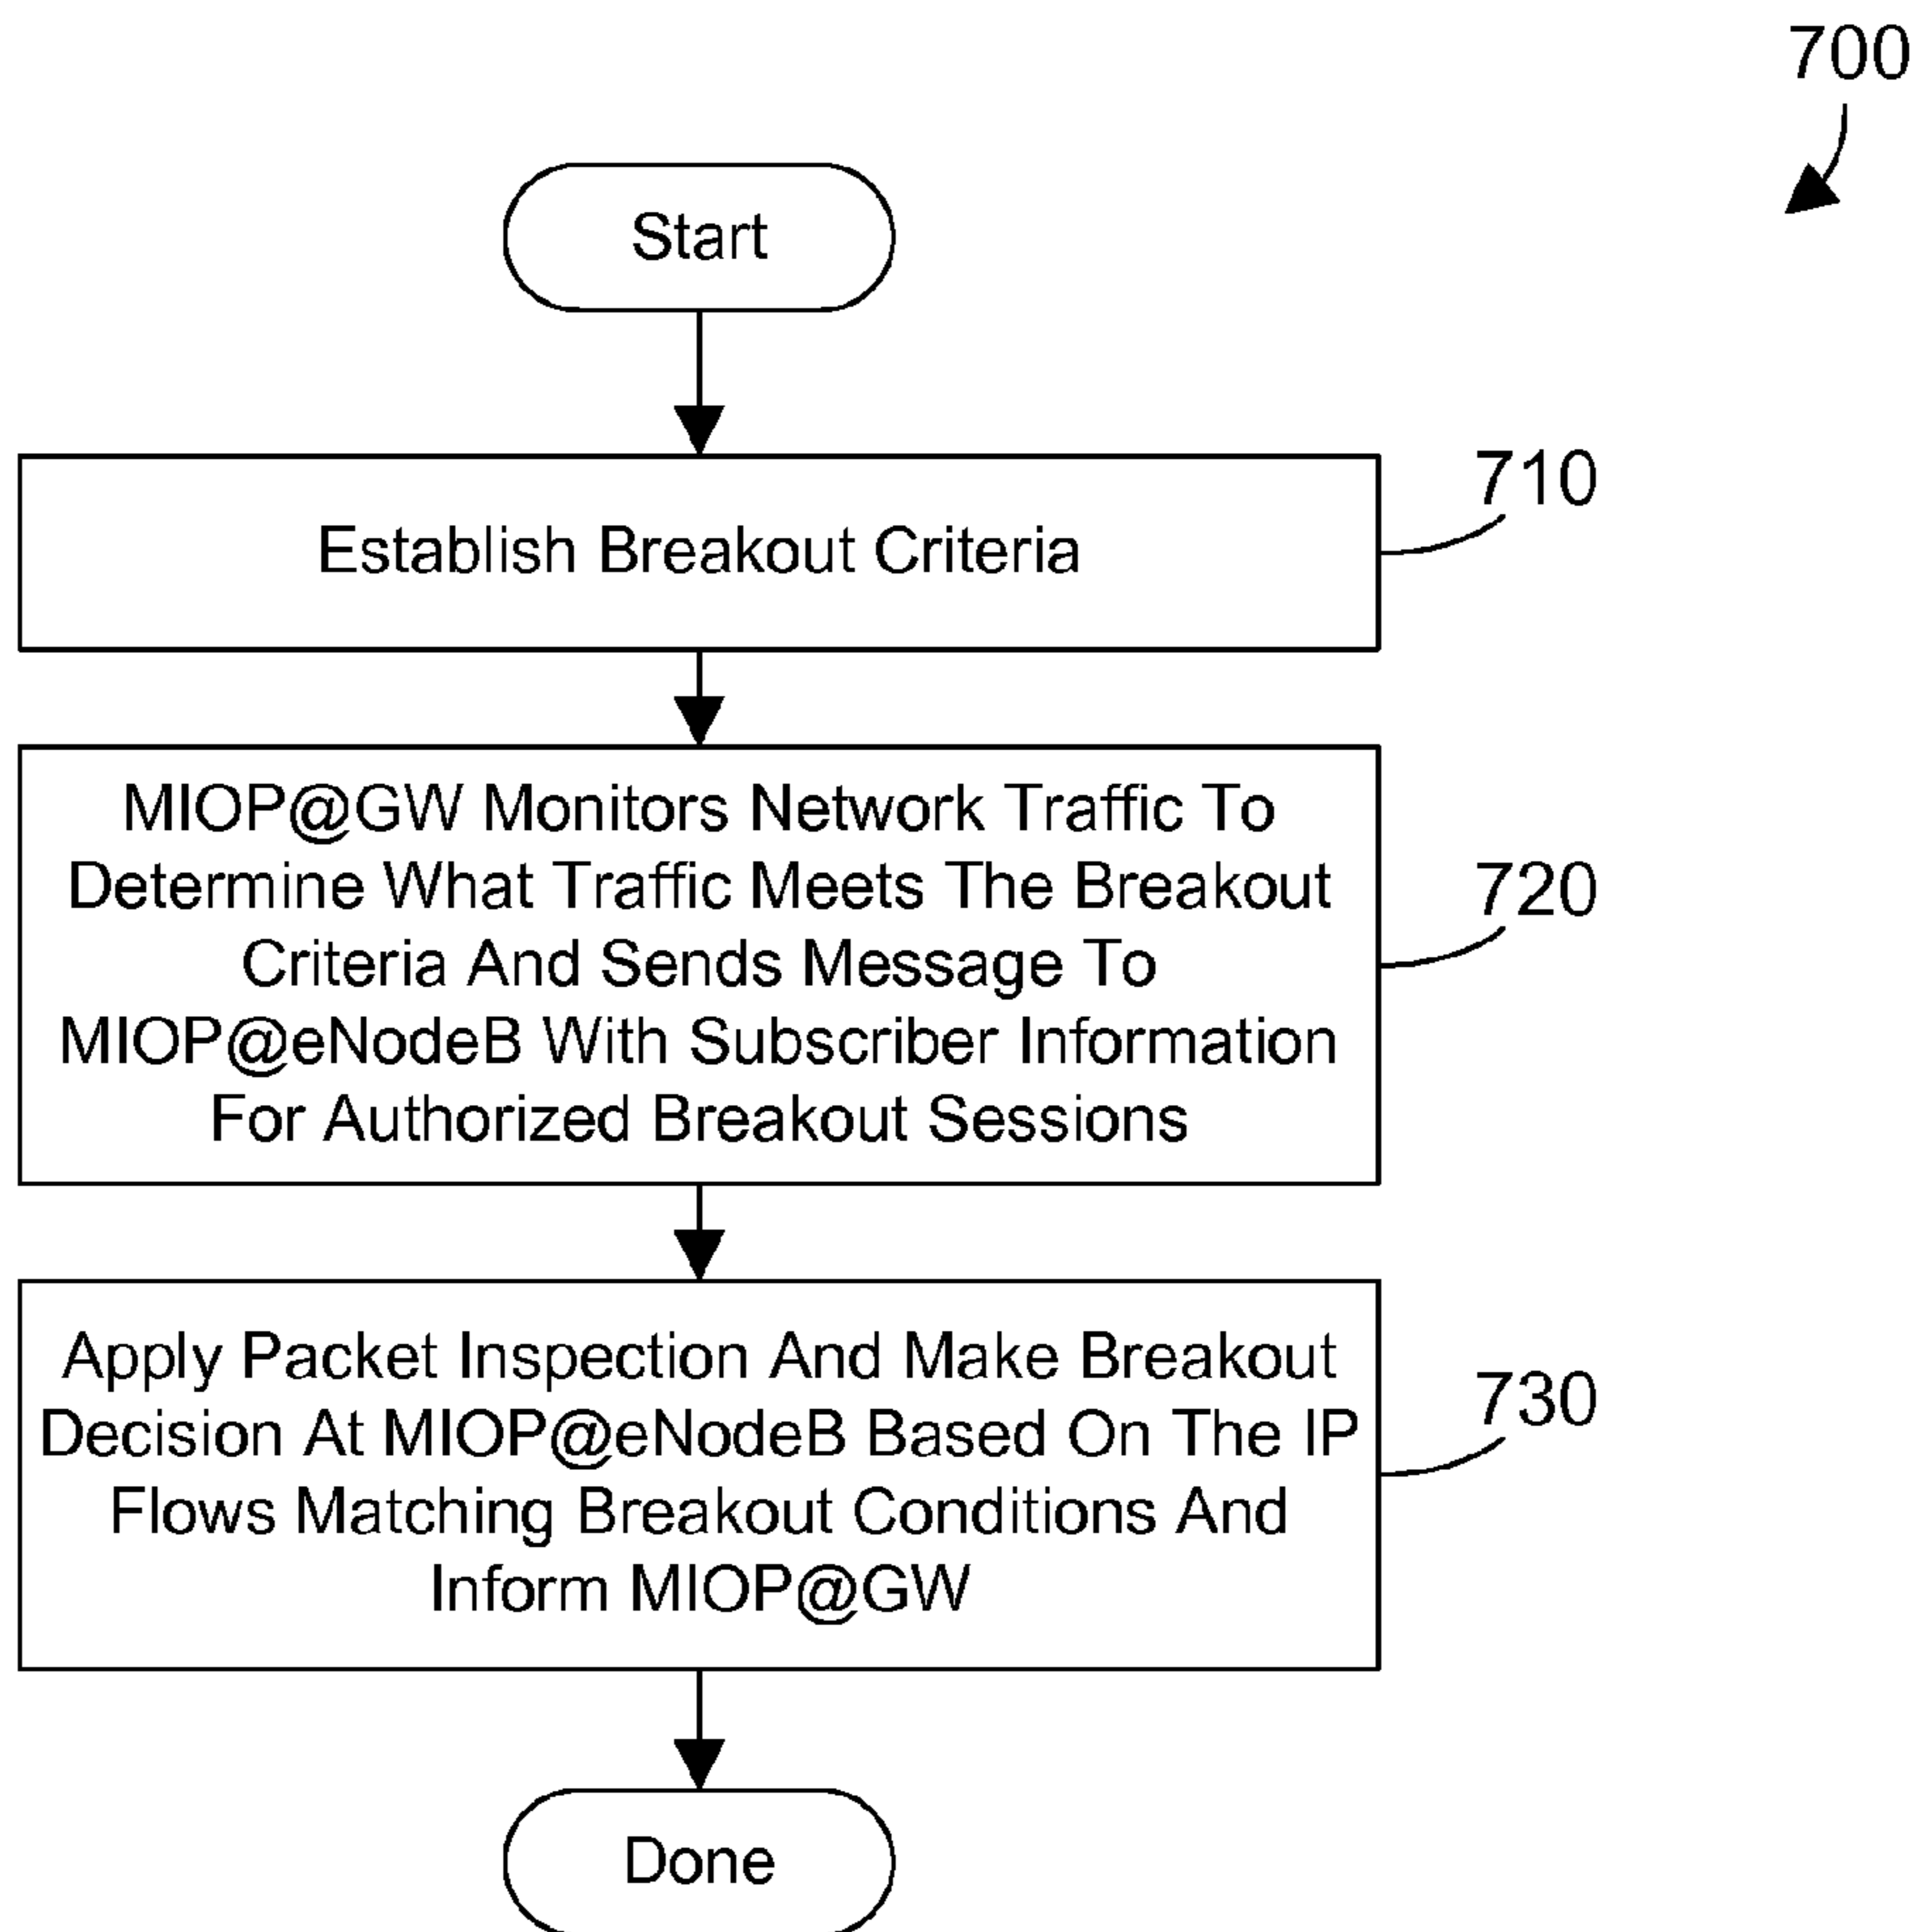 700
Start
Establish Breakout Criteria
710
MIOP@GW Monitors Network Traffic To
Determine What Traffic Meets The Breakout
Criteria And Sends Message To
MIOP@eNodeB With Subscriber Information
For Authorized Breakout Sessions
720
Apply Packet Inspection And Make Breakout
Decision At MIOP@eNodeB Based On The IP
Flows Matching Breakout Conditions And
Inform MIOP@GW
730
Done